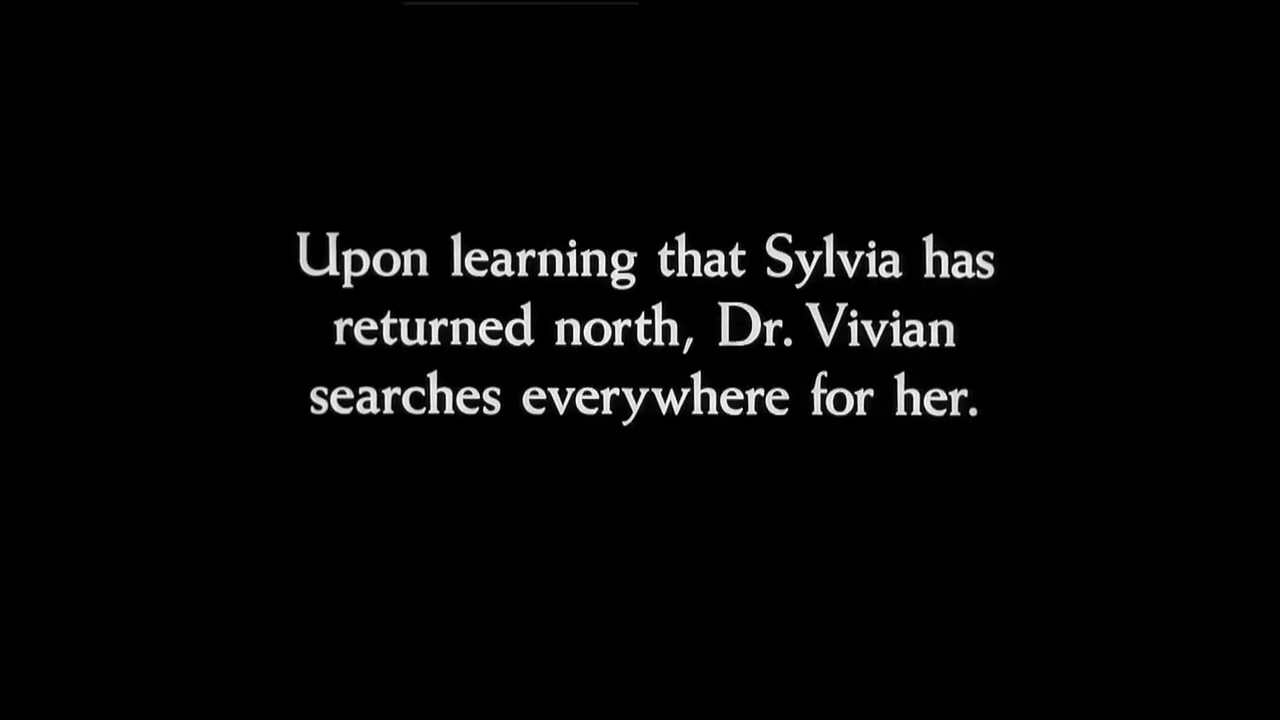 Upon learning that Sylvia has
returned north, Dr. Vivian
searches everywhere for her.